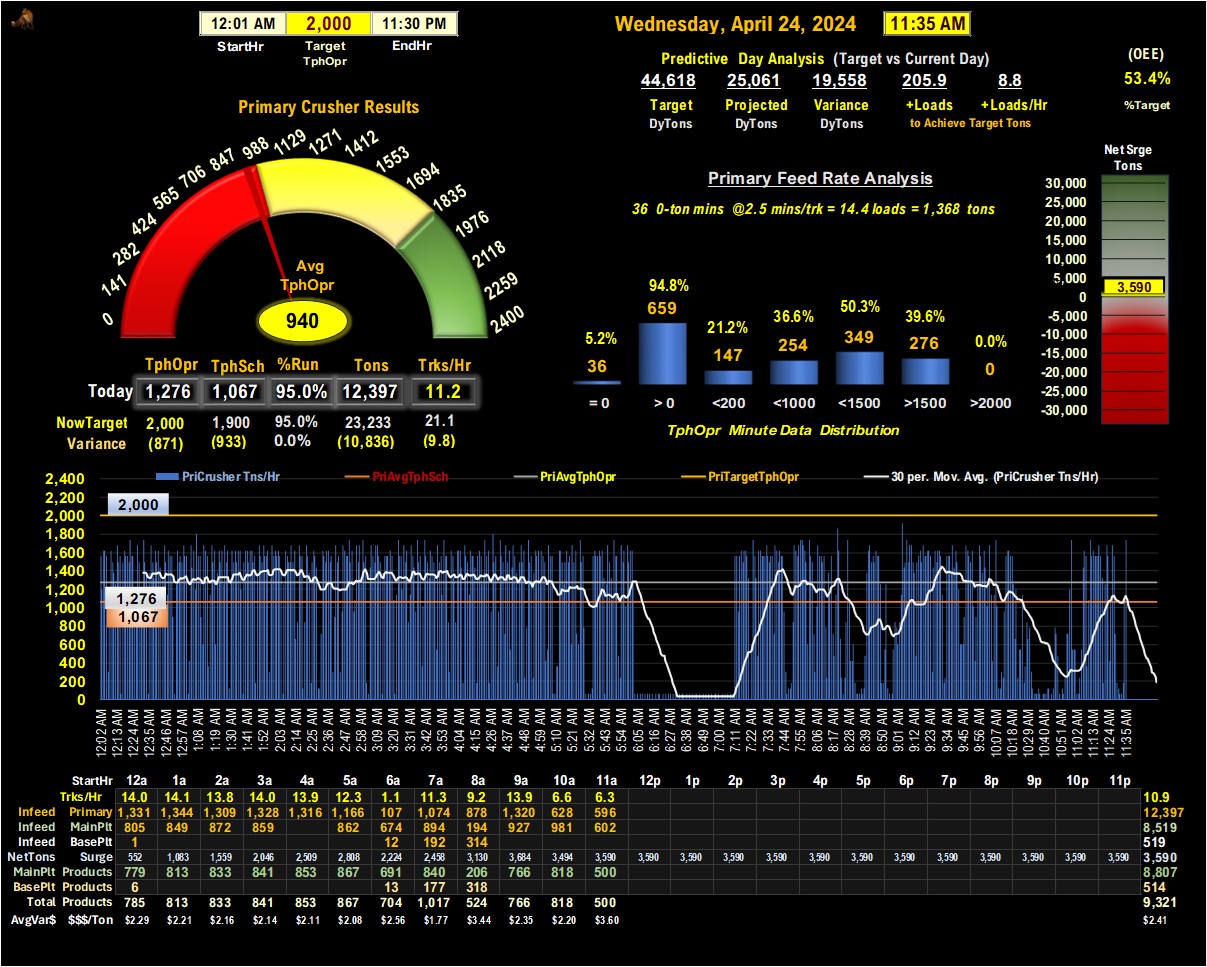 12:01 AM 2,000 11:30 PM
StartHr Target TphOpr EndHr
Wednesday, April 24, 2024 11:35 AM
Predictive Day Analysis (Target vs Current Day)
44,618 25,061 19,558 205.9 8.8
Target Projected Variance +Loads +Loads/Hr
DyTons DyTons DyTons to Achieve Target Tons
(OEE)
53.4%
%Target
Primary Crusher Results
0 141 282 424 565 706 847 988 1129 1271 1412 1553 1694 1835 1976 2118 2259 2400
Avg
TphOpr
940
TphOpr TphSch %Run Tons Trks/Hr
Today 1,276 1,067 95.0% 12,397 11.2
NowTarget 2,000 1,900 95.0% 23,233 21.1
Variance (871) (933) 0.0% (10,836) (9.8)
Primary Feed Rate Analysis
36 0-ton mins @2.5 mins/trk = 14.4 loads = 1,368 tons
5.2% 94.8% 21.2% 36.6% 50.3% 39.6% 0.0%
36 659 147 254 349 276 0
= 0 > 0 <200 <1000 <1500 >1500 >2000
TphOpr Minute Data Distribution
Net Srge
Tons
30,000
25,000
20,000
15,000
10,000
5,000
3,590
0
-5,000
-10,000
-15,000
-20,000
-25,000
-30,000
PriCrusher Tns/Hr PriAvgTphSch PriAvgTphOpr PriTargetTphOpr 30 per. Mov. Avg. (PriCrusher Tns/Hr)
2,400
2,200
2,000
1,800
1,600
1,400
1,200
1,000
800
600
400
200
0
2,000
1,276
1,067
12:02 AM 12:13 AM 12:24 AM 12:35 AM 12:46 AM 12:57 AM 1:08 AM 1:19 AM 1:30 AM 1:41 AM 1:52 AM 2:03 AM 2:14 AM 2:25 AM 2:36 AM 2:47 AM 2:58 AM 3:09 AM 3:20 AM 3:31 AM 3:42 AM 3:53 AM 4:04 AM 4:15 AM 4:26 AM 4:37 AM 4:48 AM 4:59 AM 5:10 AM 5:21 AM 5:32 AM 5:43 AM 5:54 AM 6:05 AM 6:16 AM 6:27 AM 6:38 AM 6:49 AM 7:00 AM 7:11 AM 7:22 AM 7:33 AM 7:44 AM 7:55 AM 8:06 AM 8:17 AM 8:28 AM 8:39 AM 8:50 AM 9:01 AM 9:12 AM 9:23 AM 9:34 AM 9:45 AM 9:56 AM 10:07 AM 10:18 AM 10:29 AM 10:40 AM 10:51 AM 11:02 AM 11:13 AM 11:24 AM 11:35 AM
StartHr 12a 1a 2a 3a 4a 5a 6a 7a 8a 9a 10a 11a 12p 1p 2p 3p 4p 5p 6p 7p 8p 9p 10p 11p
Trks/Hr 14.0 14.1 13.8 14.0 13.9 12.3 1.1 11.3 9.2 13.9 6.6 6.3 10.9
Infeed Primary 1,331 1,344 1,309 1,328 1,316 1,166 107 1,074 878 1,320 628 596 12,397
Infeed MainPlt 805 849 872 859 862 674 894 194 927 981 602 8,519
Infeed BasePlt 1 12 192 314 519
NetTons Surge 552 1,083 1,559 2,046 2,509 2,808 2,224 2,458 3,130 3,684 3,494 3,590 3,590 3,590 3,590 3,590 3,590 3,590 3,590 3,590 3,590 3,590 3,590 3,590 3,590
MainPlt Products 779 813 833 841 853 867 691 840 206 766 818 500 8,807
BasePlt Products 6 13 177 318 514
Total Products 785 813 833 841 853 867 704 1,017 524 766 818 500 9,321
AvgVar$ $$$/Ton $2.29 $2.21 $2.16 $2.14 $2.11 $2.08 $2.56 $1.77 $3.44 $2.35 $2.20 $3.60 $2.41